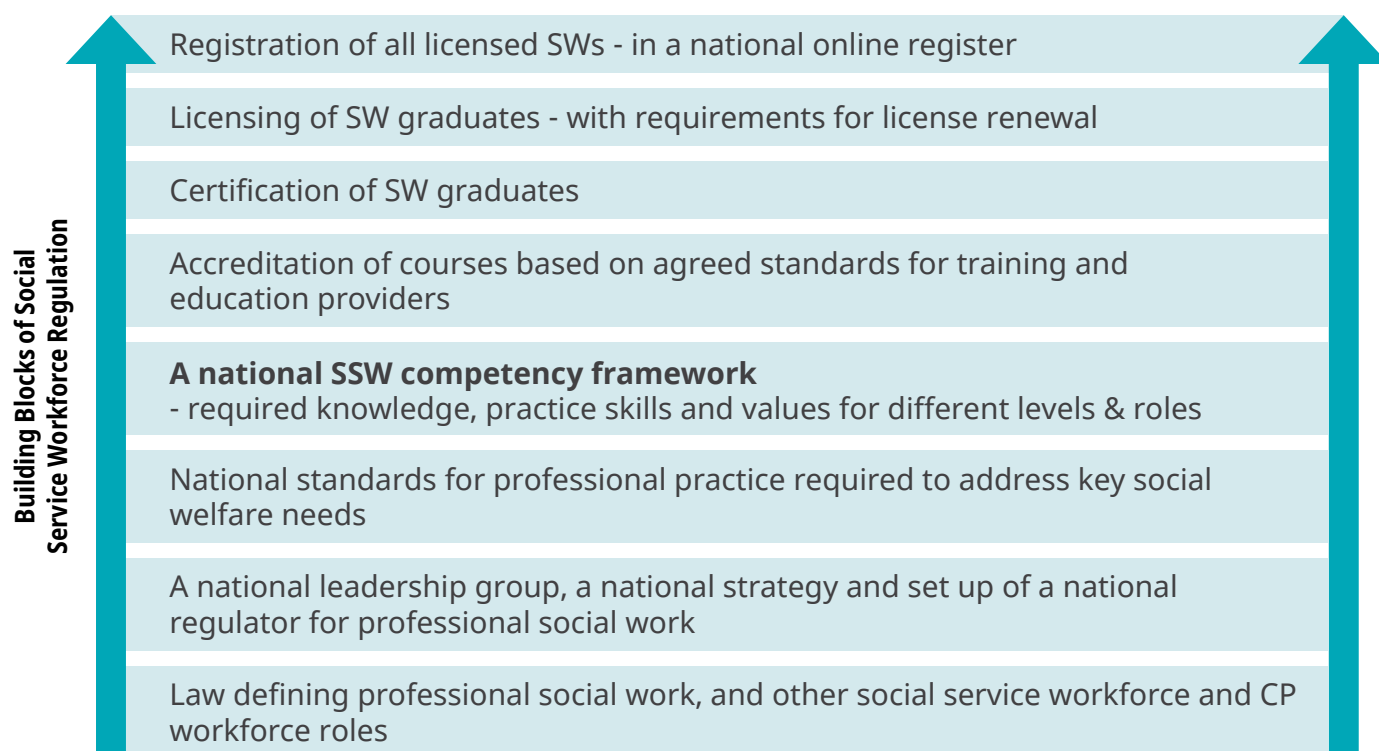 Building Blocks of Social
Service Workforce Regulation
Registration of all licensed SWs - in a national online register
Licensing of SW graduates - with requirements for license renewal
Certification of SW graduates
Accreditation of courses based on agreed standards for training and
education providers
A national SSW competency framework
- required knowledge, practice skills and values for different levels & roles
National standards for professional practice required to address key social
welfare needs
A national leadership group, a national strategy and set up of a national
regulator for professional social work
Law defining professional social work, and other social service workforce and CP
workforce roles